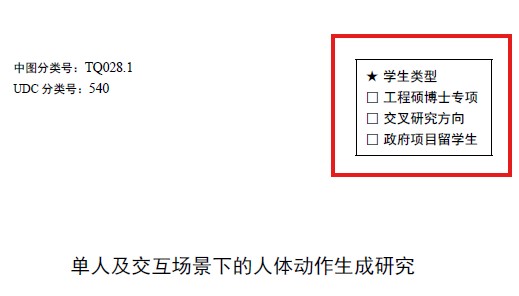 中图分类号：TQ028.1
UDC 分类号：540
★ 学生类型
□ 工程硕博士专项
□ 交叉研究方向
□ 政府项目留学生
单人及交互场景下的人体动作生成研究